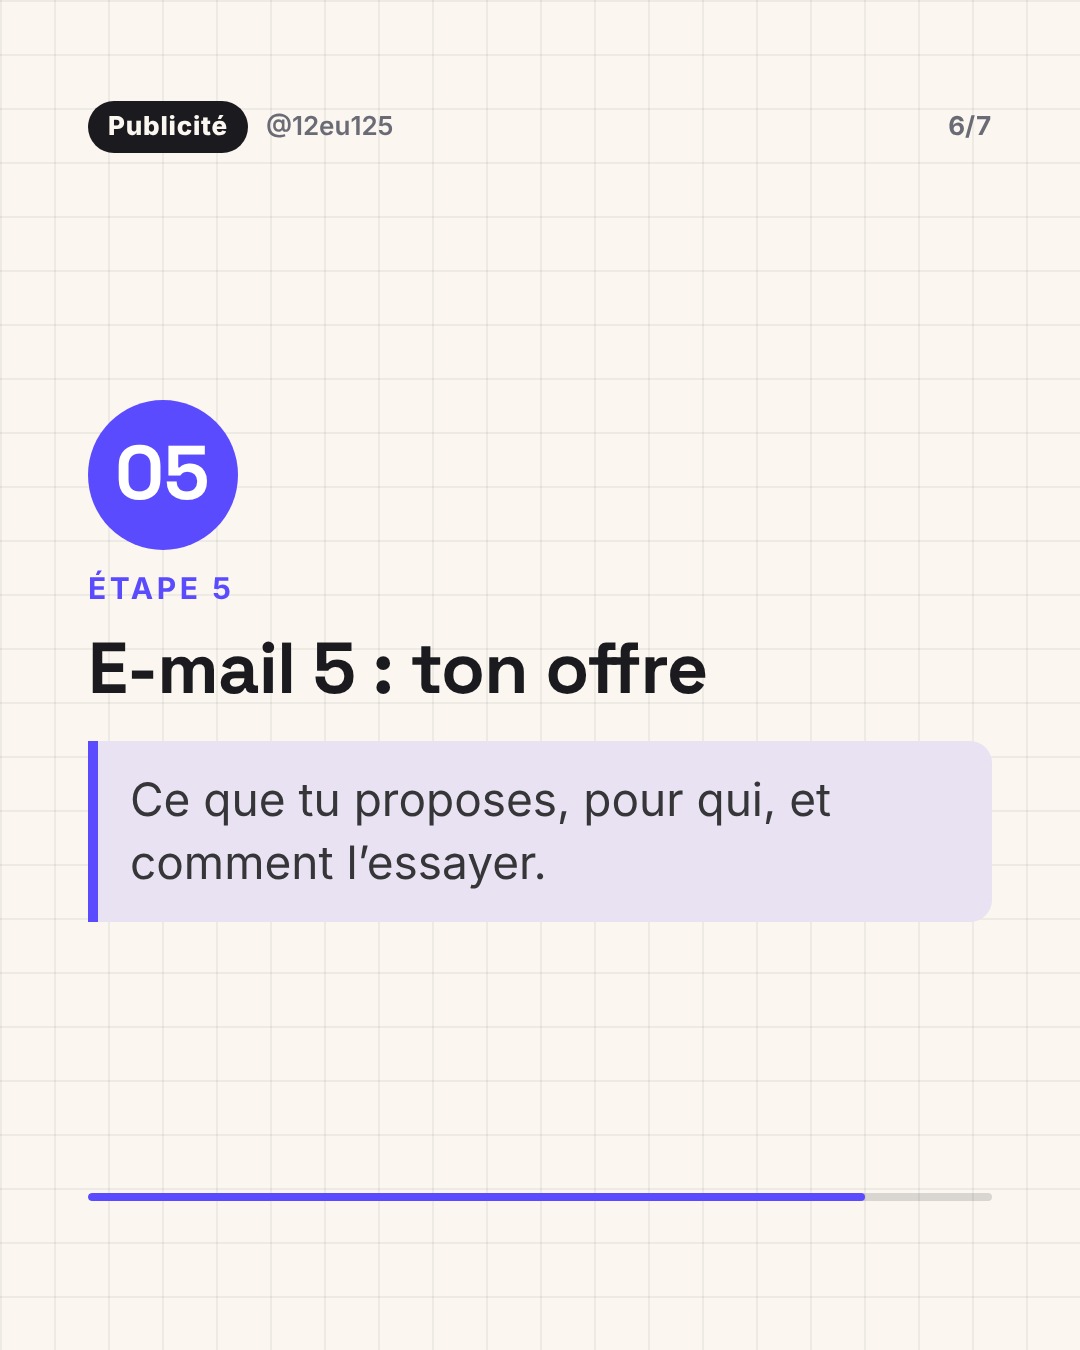 Publicité @12eu125 6/7
05
ÉTAPE 5
E-mail 5 : ton offre
Ce que tu proposes, pour qui, et
comment l’essayer.